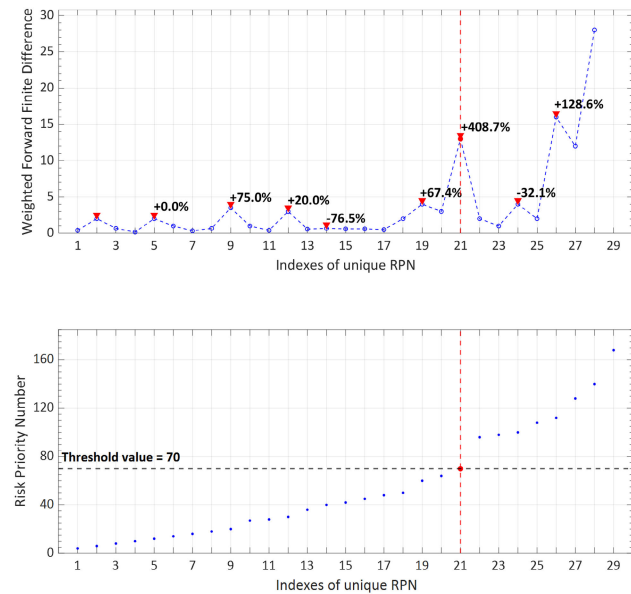 Weighted Forward Finite Difference
30
25
20
15
10
5
0
+0.0%
+75.0%
+20.0%
-76.5%
+67.4%
+408.7%
-32.1%
+128.6%
1 3 5 7 9 11 13 15 17 19 21 23 25 27 29
Indexes of unique RPN
Risk Priority Number
160
120
80
40
0
Threshold value = 70
1 3 5 7 9 11 13 15 17 19 21 23 25 27 29
Indexes of unique RPN